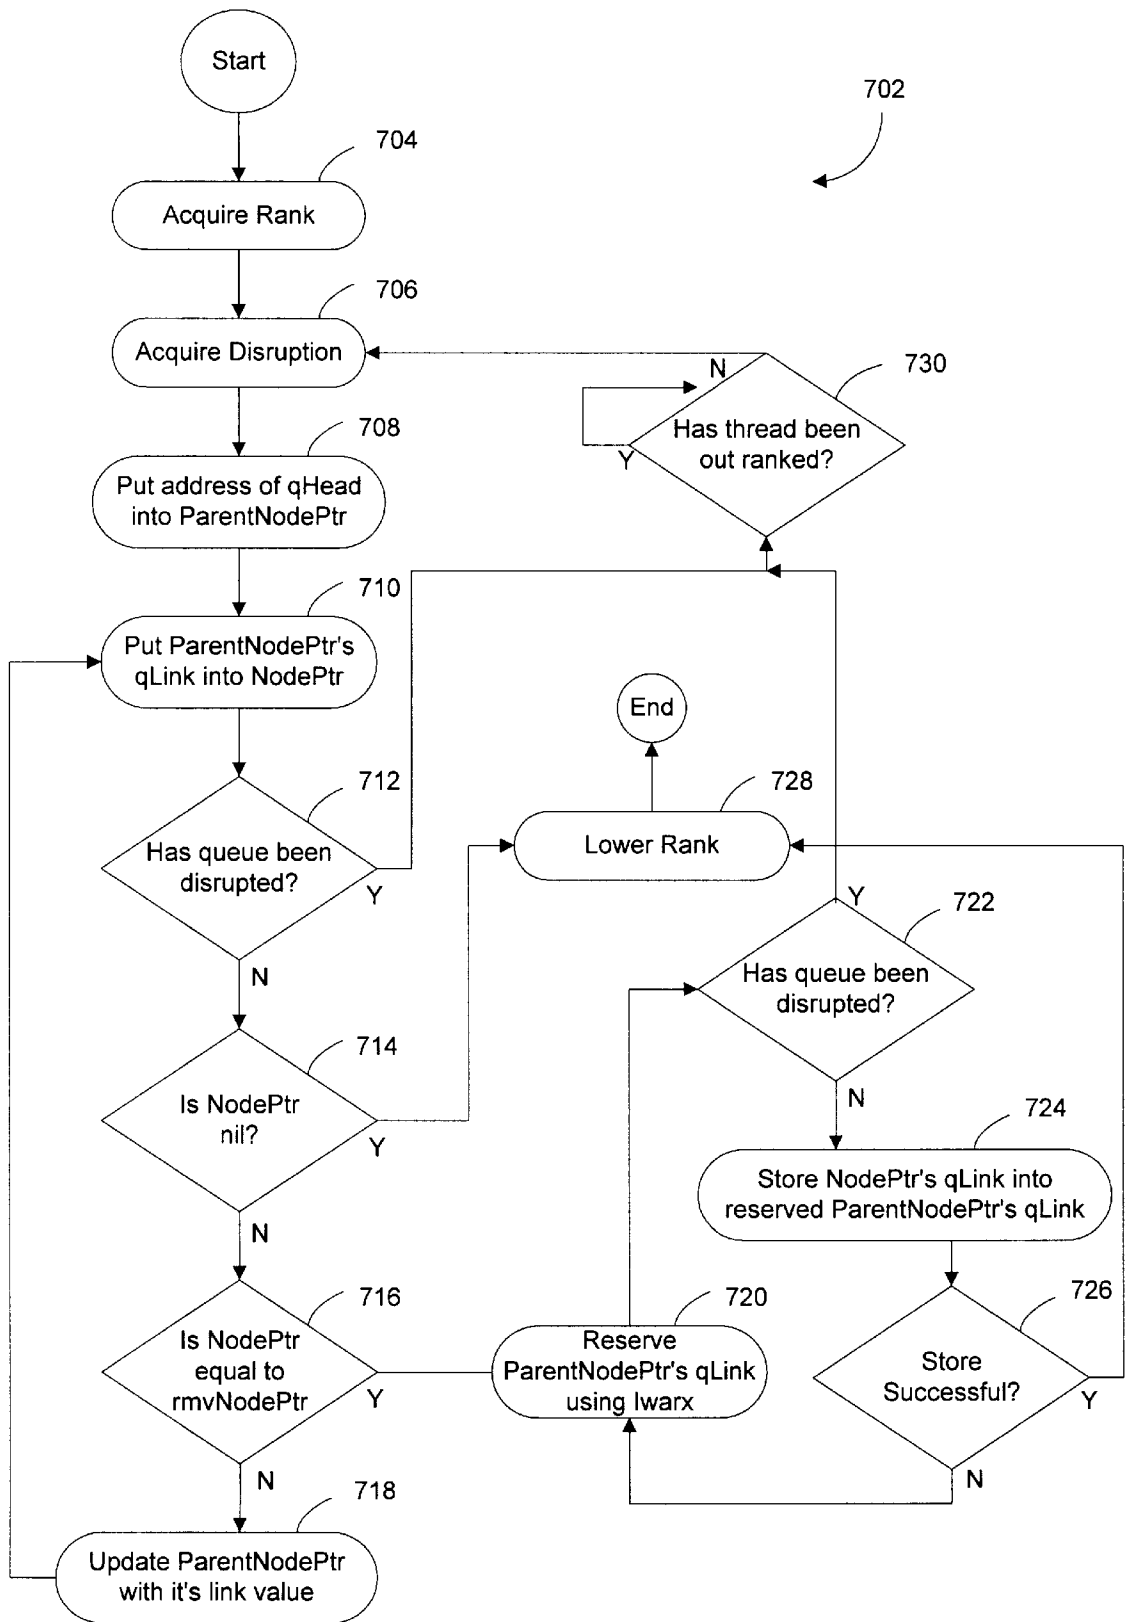 Start
702
704
Acquire Rank
706
Acquire Disruption
N
730
Has thread been
out ranked?
Y
708
Put address of qHead
into ParentNodePtr
710
Put ParentNodePtr's
qLink into NodePtr
End
712
Has queue been
disrupted?
Y
N
728
Lower Rank
Y
722
Has queue been
disrupted?
N
714
Is NodePtr
nil?
Y
N
724
Store NodePtr's qLink into
reserved ParentNodePtr's qLink
716
Is NodePtr
equal to
rmvNodePtr
Y
N
720
Reserve
ParentNodePtr's qLink
using lwarx
726
Store
Successful?
Y
N
718
Update ParentNodePtr
with it's link value